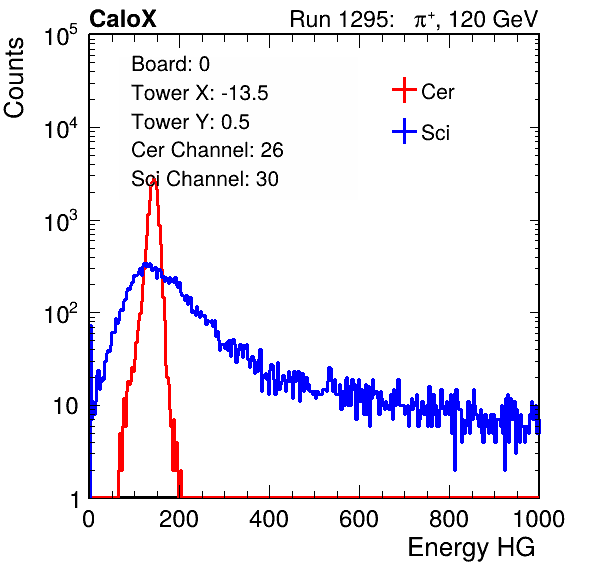 CaloX Run 1295: π⁺, 120 GeV
Board: 0
Tower X: -13.5
Tower Y: 0.5
Cer Channel: 26
Sci Channel: 30
Cer
Sci
Counts
10⁵
10⁴
10³
10²
10
1
0 200 400 600 800 1000
Energy HG